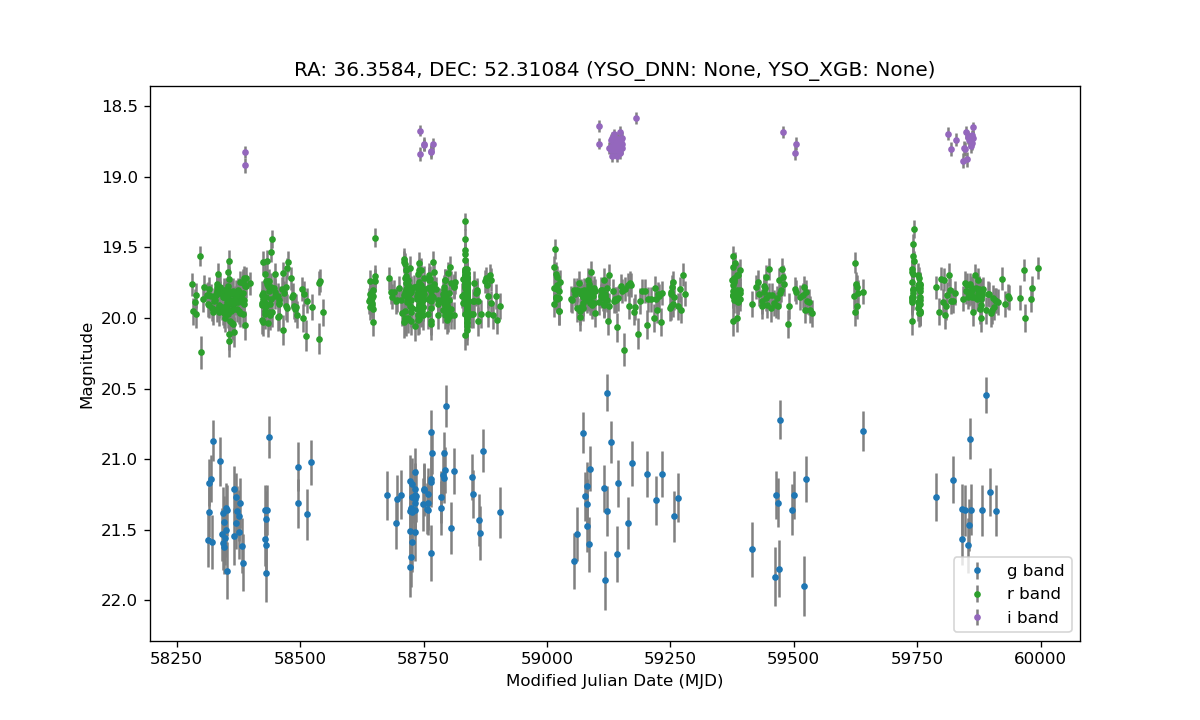 RA: 36.3584, DEC: 52.31084 (YSO_DNN: None, YSO_XGB: None)
18.5
19.0
19.5
20.0
20.5
21.0
21.5
22.0
Magnitude
g band
r band
i band
58250 58500 58750 59000 59250 59500 59750 60000
Modified Julian Date (MJD)